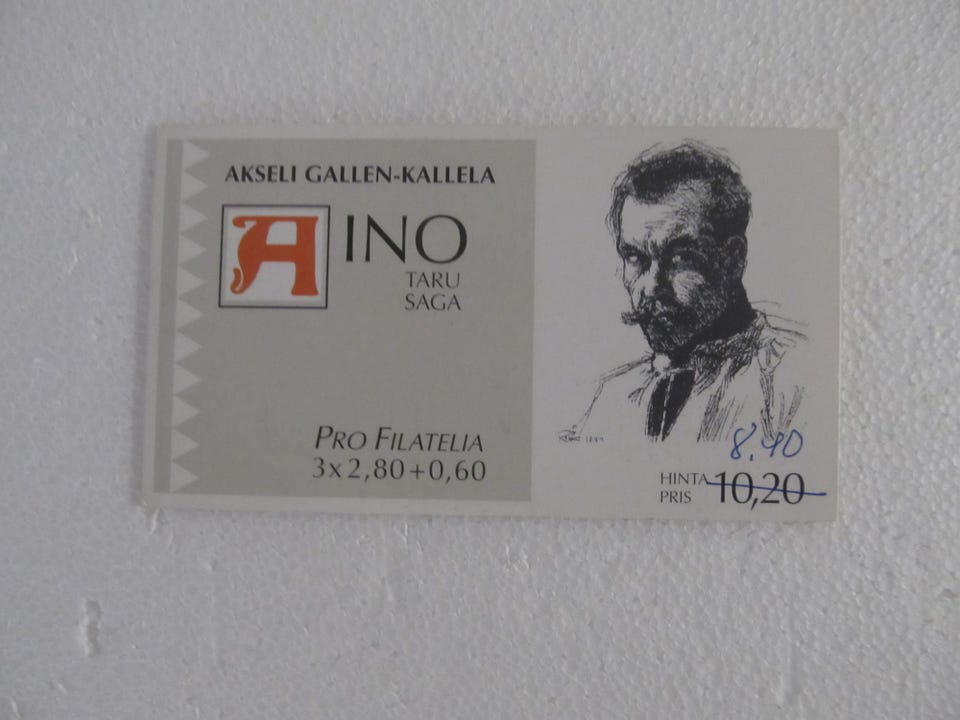 AKSELI GALLEN-KALLELA
AINO
TARU
SAGA
PRO FILATELIA
3x2,80+0,60
8.40
HINTA 10,20
PRIS